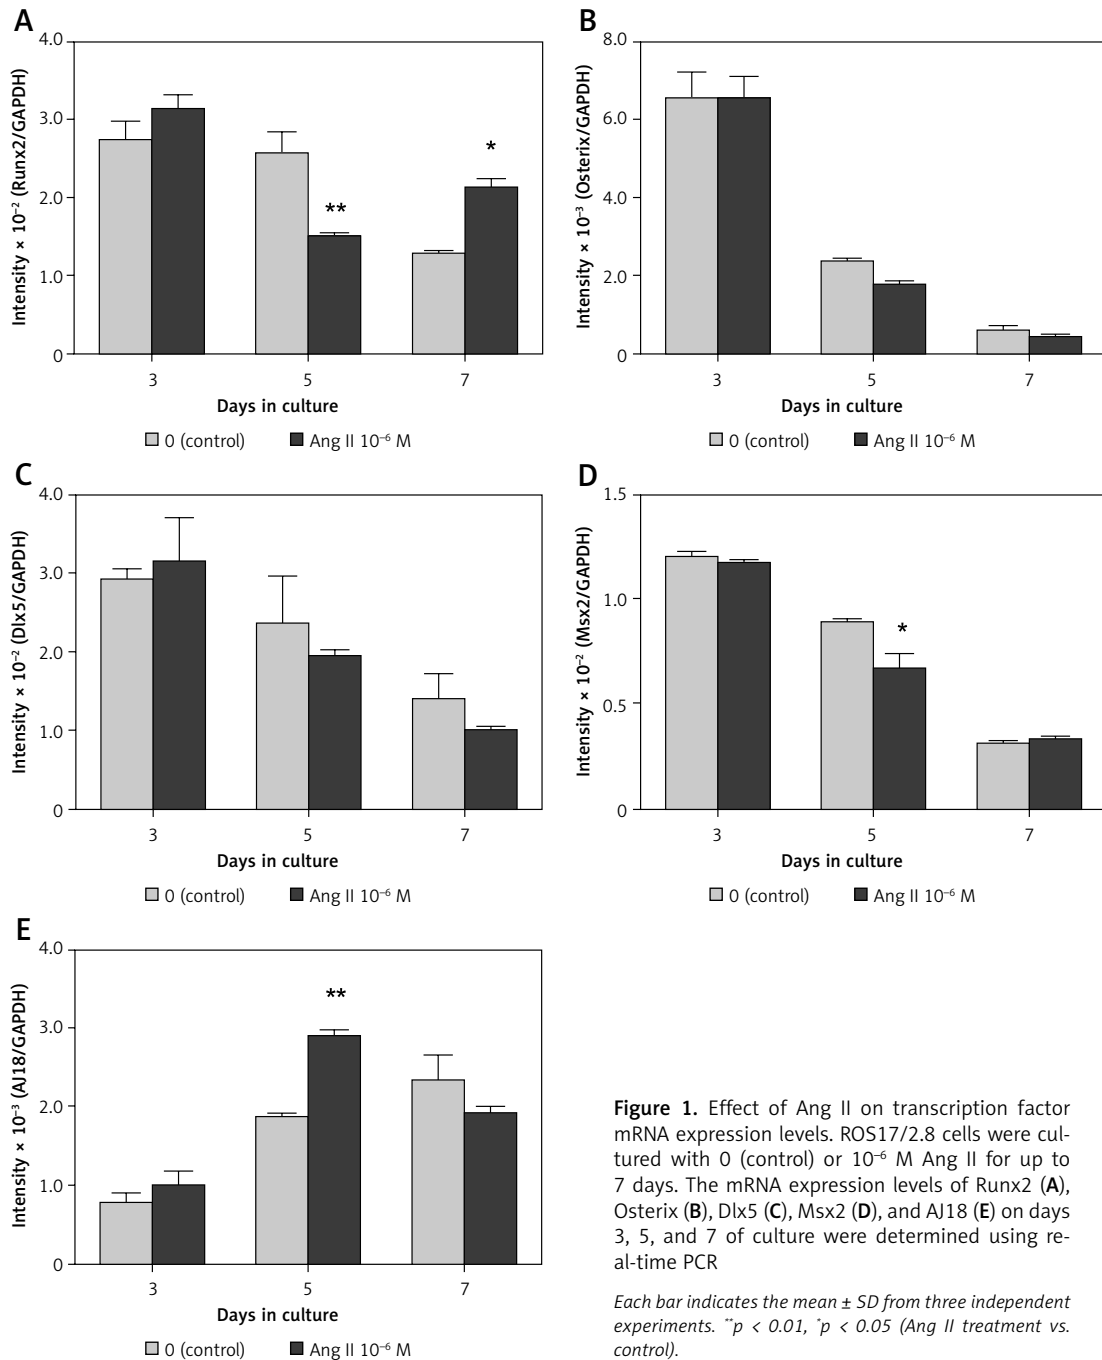 A
4.0
3.0
2.0
1.0
0
Intensity × 10⁻² (Runx2/GAPDH)
**
*
3 5 7
Days in culture
0 (control) Ang II 10⁻⁶ M
B
8.0
6.0
4.0
2.0
0
Intensity × 10⁻³ (Osterix/GAPDH)
3 5 7
Days in culture
0 (control) Ang II 10⁻⁶ M
C
4.0
3.0
2.0
1.0
0
Intensity × 10⁻² (Dlx5/GAPDH)
3 5 7
Days in culture
0 (control) Ang II 10⁻⁶ M
D
1.5
1.0
0.5
0
Intensity × 10⁻² (Msx2/GAPDH)
*
3 5 7
Days in culture
0 (control) Ang II 10⁻⁶ M
E
4.0
3.0
2.0
1.0
0
Intensity × 10⁻³ (AJ18/GAPDH)
**
3 5 7
Days in culture
0 (control) Ang II 10⁻⁶ M
Figure 1. Effect of Ang II on transcription factor
mRNA expression levels. ROS17/2.8 cells were cul-
tured with 0 (control) or 10⁻⁶ M Ang II for up to
7 days. The mRNA expression levels of Runx2 (A),
Osterix (B), Dlx5 (C), Msx2 (D), and AJ18 (E) on days
3, 5, and 7 of culture were determined using re-
al-time PCR
Each bar indicates the mean ± SD from three independent
experiments. **p < 0.01, *p < 0.05 (Ang II treatment vs.
control).